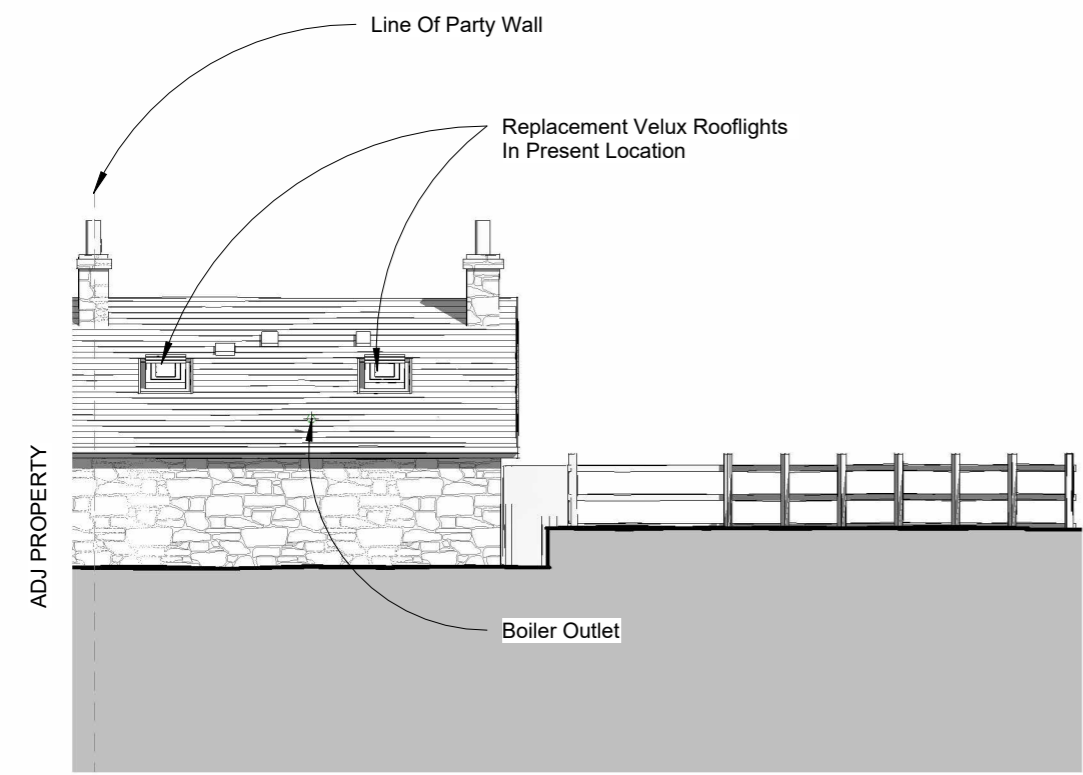 Line Of Party Wall
Replacement Velux Rooflights
In Present Location
ADJ PROPERTY
Boiler Outlet